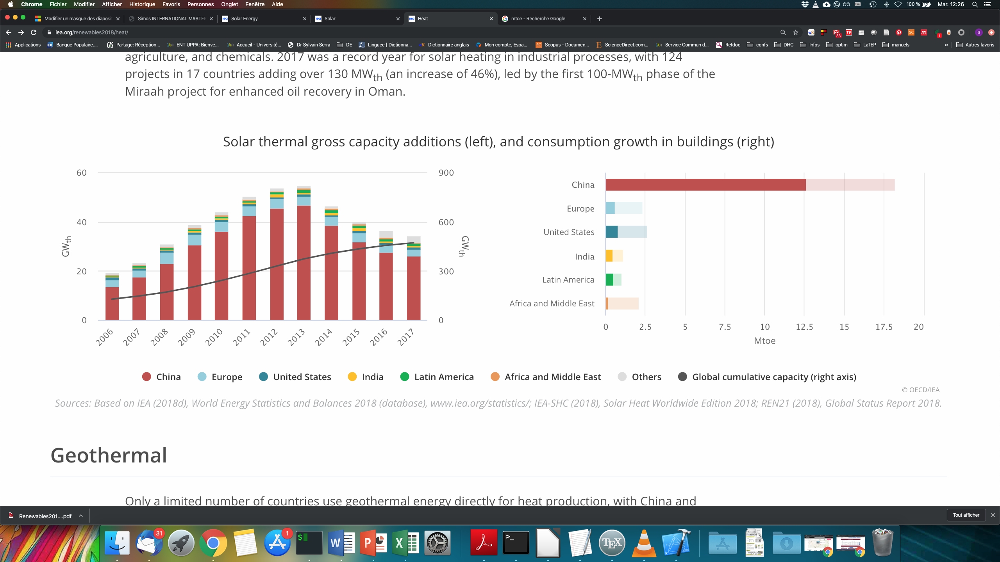 Chrome Fichier Modifier Afficher Historique Favoris Personnes Onglet Fenêtre Aide 100 % Mar. 12:26
Modifier un masque des diaposit Simos INTERNATIONAL MASTER Solar Energy Solar Heat mtoe - Recherche Google
iea.org/renewables2018/heat/
Applications Banque Populaire.... Partage: Réception... ENT UPPA: Bienve... Accueil - Université... Dr Sylvain Serra DE Linguee | Dictionna... Dictionnaire anglais Mon compte, Espa... Scopus - Documen... ScienceDirect.com... Service Commun d... Refdoc confs DHC Infos optim LaTEP manuels » Autres favoris
agriculture, and chemicals. 2017 was a record year for solar heating in industrial processes, with 124
projects in 17 countries adding over 130 MWth (an increase of 46%), led by the first 100-MWth phase of the
Miraah project for enhanced oil recovery in Oman.
Solar thermal gross capacity additions (left), and consumption growth in buildings (right)
60
40
20
0
GWth
900
600
300
0
GWth
2006 2007 2008 2009 2010 2011 2012 2013 2014 2015 2016 2017
China
Europe
United States
India
Latin America
Africa and Middle East
0 2.5 5 7.5 10 12.5 15 17.5 20
Mtoe
China Europe United States India Latin America Africa and Middle East Others Global cumulative capacity (right axis)
© OECD/IEA
Sources: Based on IEA (2018d), World Energy Statistics and Balances 2018 (database), www.iea.org/statistics/; IEA-SHC (2018), Solar Heat Worldwide Edition 2018; REN21 (2018), Global Status Report 2018.
Geothermal
Only a limited number of countries use geothermal energy directly for heat production, with China and
Renewables201....pdf Tout afficher
31 1 TEX PDF